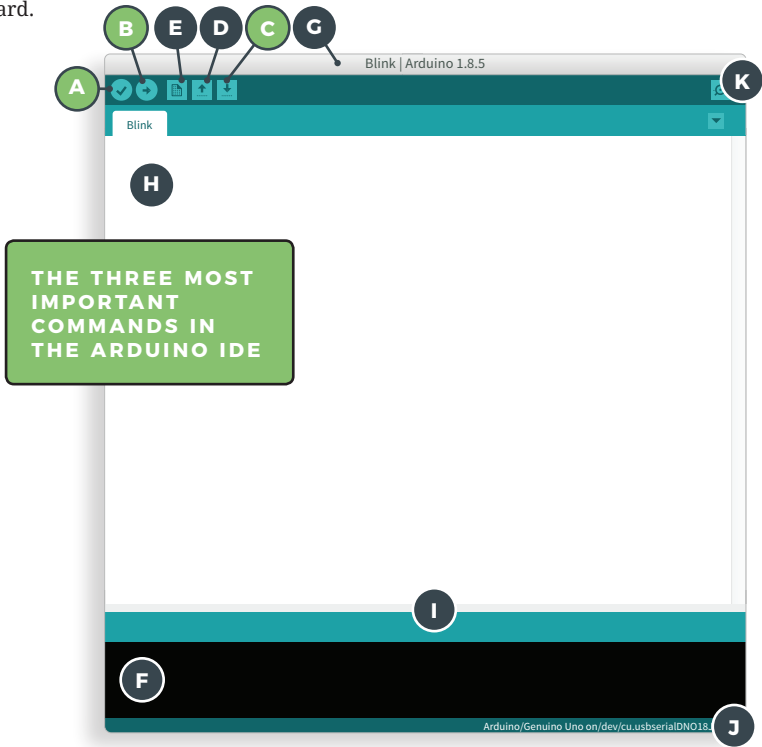 ard.
B E D C G
Blink | Arduino 1.8.5
A
K
Blink
H
THE THREE MOST
IMPORTANT
COMMANDS IN
THE ARDUINO IDE
I
F
Arduino/Genuino Uno on/dev/cu.usbserialDNO18
J